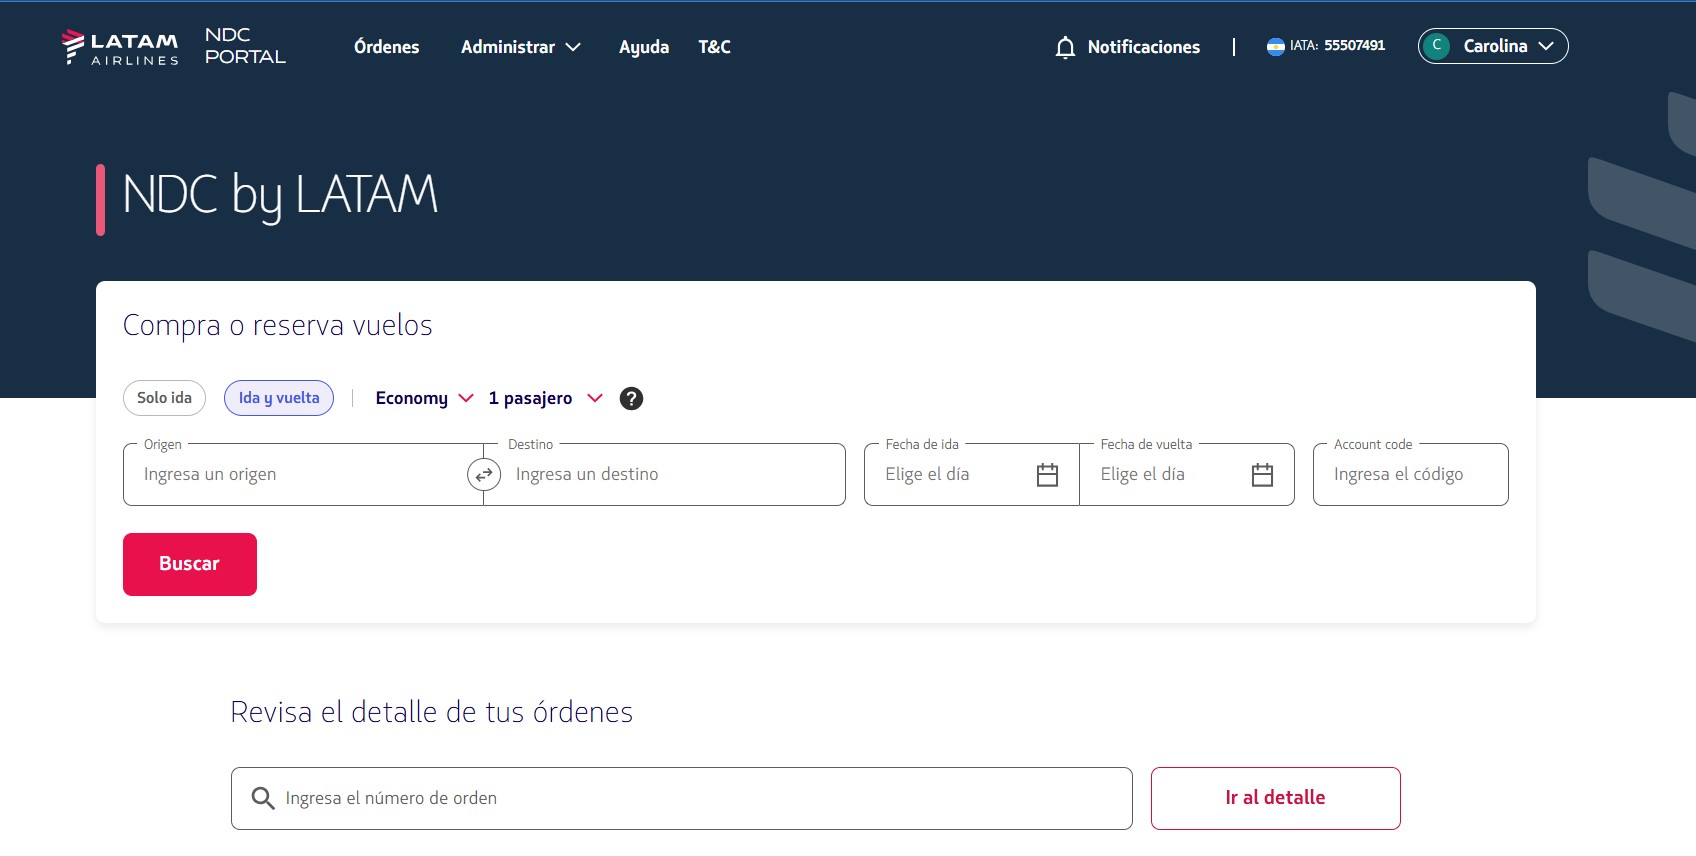 LATAM AIRLINES
NDC PORTAL
Órdenes
Administrar
Ayuda
T&C
Notificaciones
IATA: 55507491
C
Carolina
NDC by LATAM
Compra o reserva vuelos
Solo ida
Ida y vuelta
Economy
1 pasajero
?
Origen
Ingresa un origen
Destino
Ingresa un destino
Fecha de ida
Elige el día
Fecha de vuelta
Elige el día
Account code
Ingresa el código
Buscar
Revisa el detalle de tus órdenes
Ingresa el número de orden
Ir al detalle